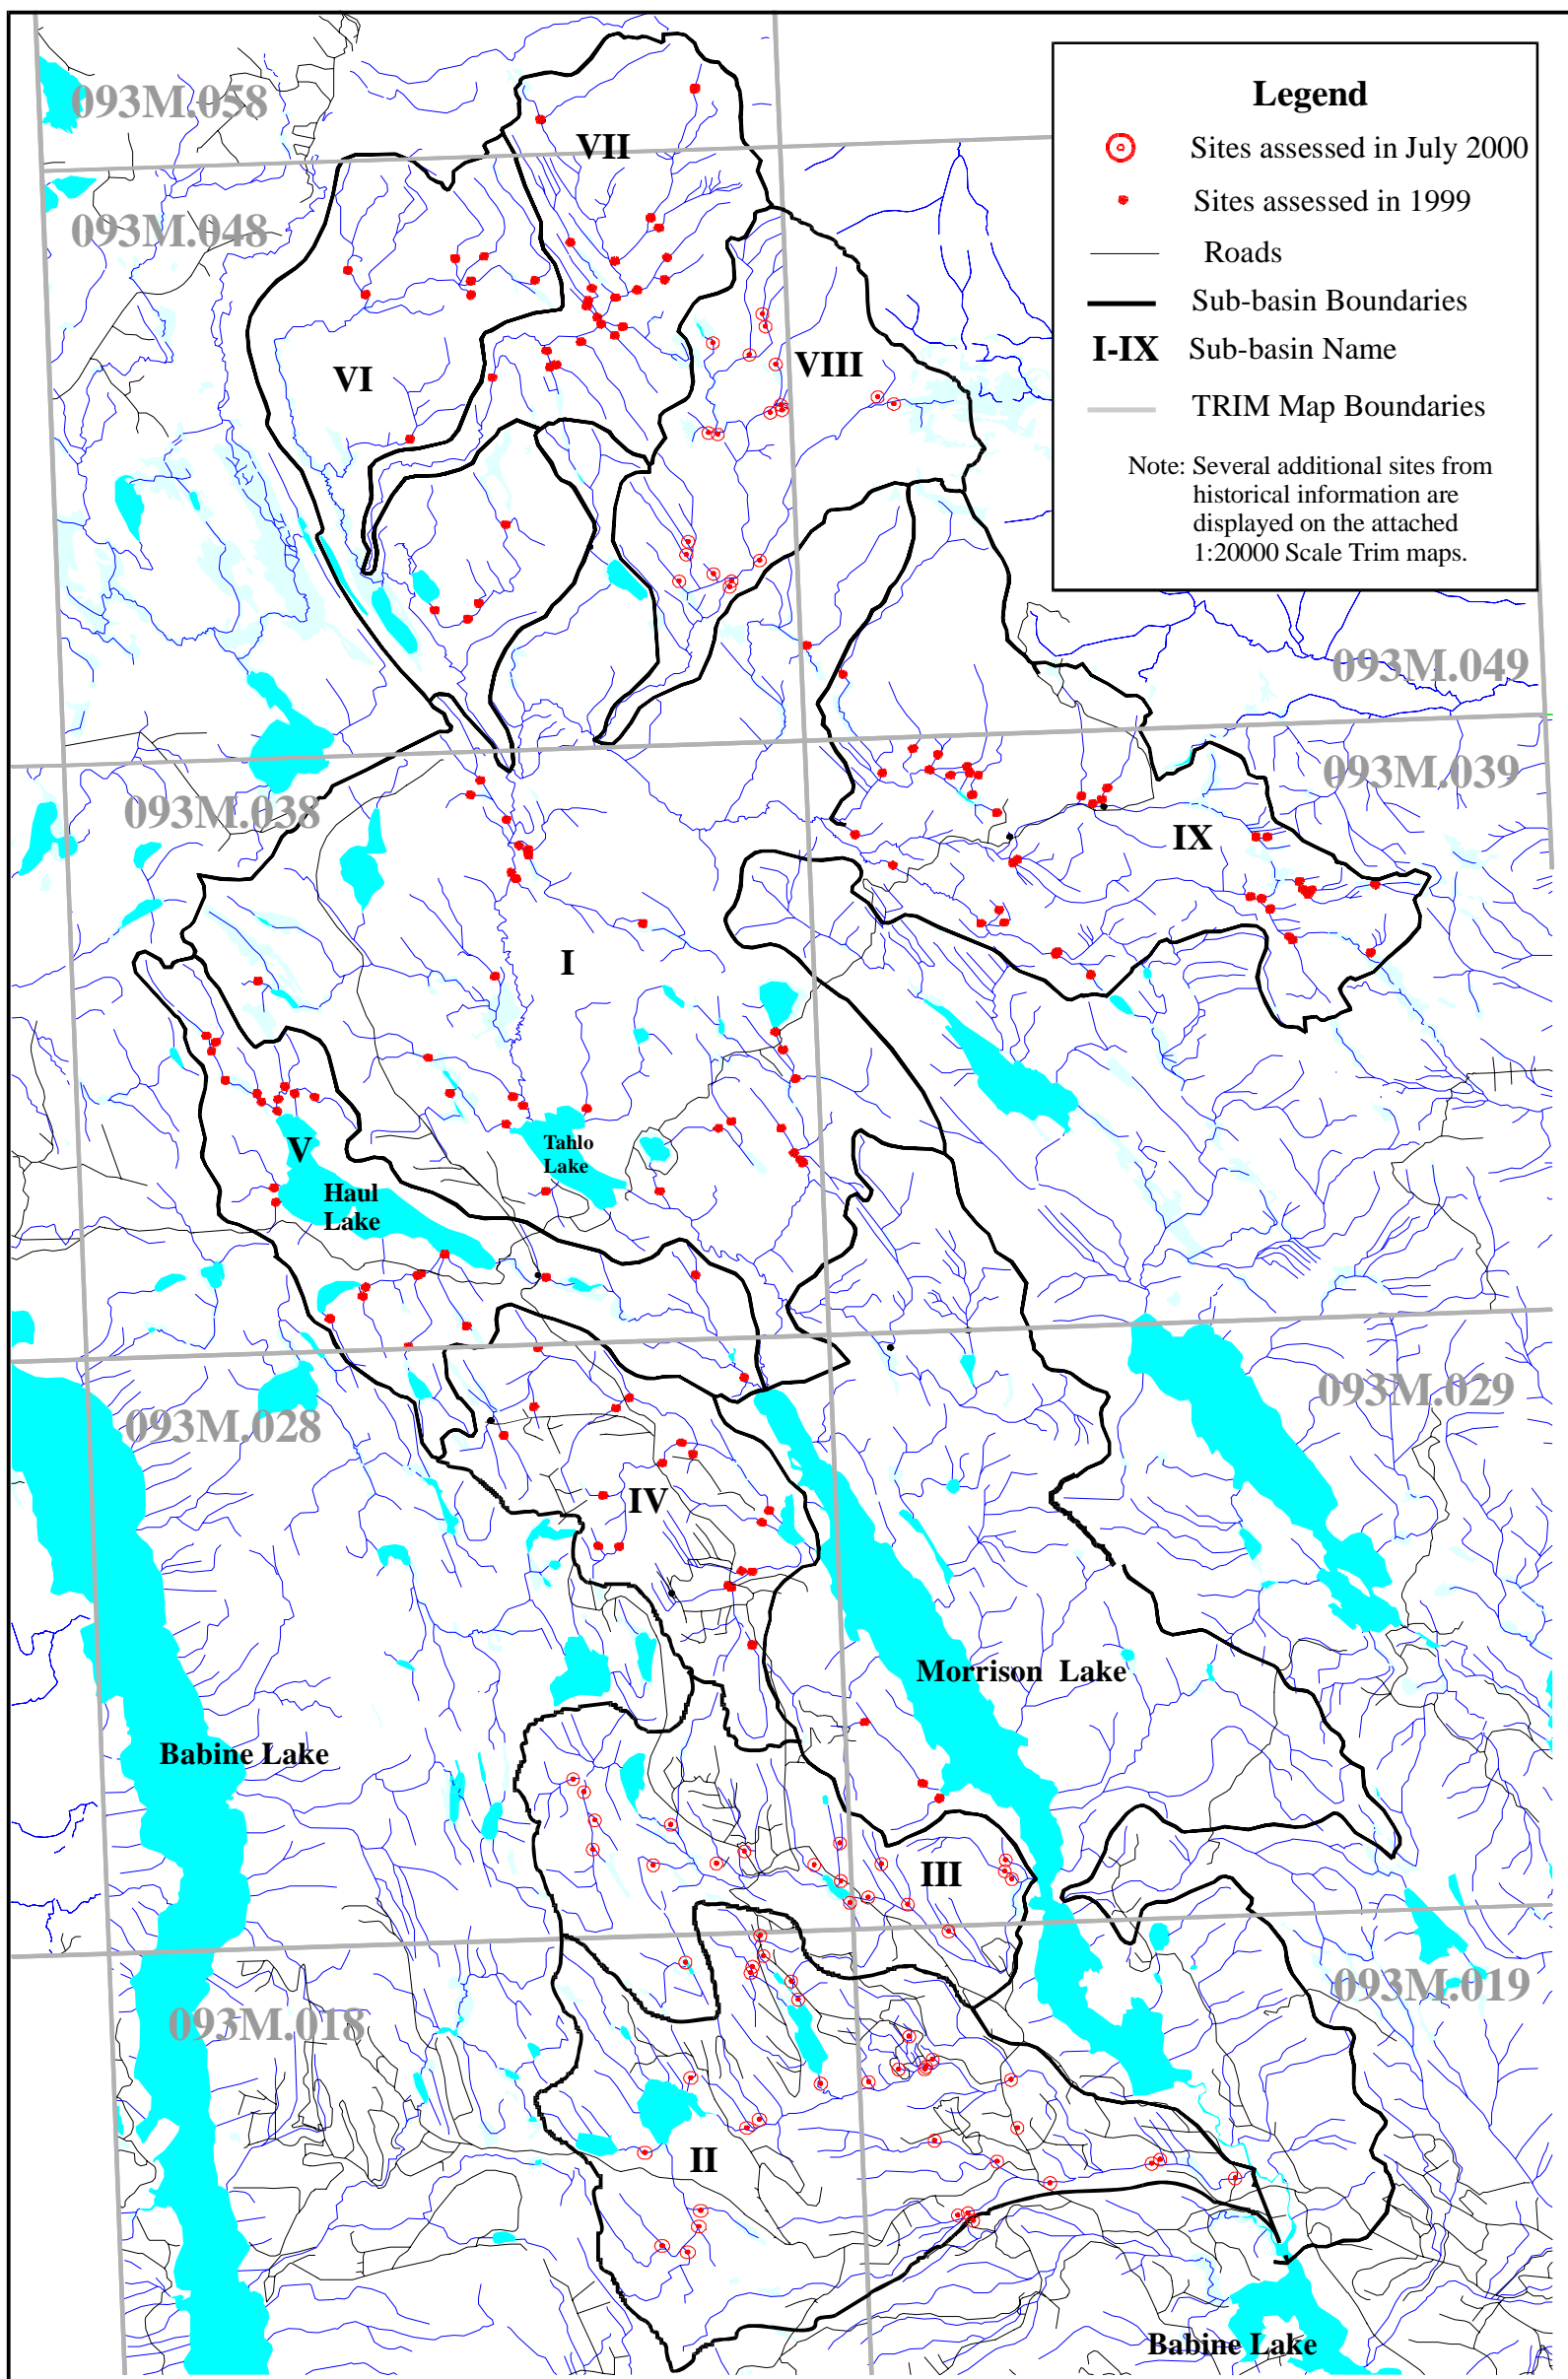 Legend
Sites assessed in July 2000
Sites assessed in 1999
Roads
Sub-basin Boundaries
I-IX Sub-basin Name
TRIM Map Boundaries
Note: Several additional sites from
historical information are
displayed on the attached
1:20000 Scale Trim maps.
093M.058
VII
093M.048
VIII
VI
093M.049
093M.039
093M.038
IX
I
V
Tahlo
Lake
Haul
Lake
093M.029
093M.028
IV
Morrison Lake
Babine Lake
III
093M.019
093M.018
II
Babine Lake